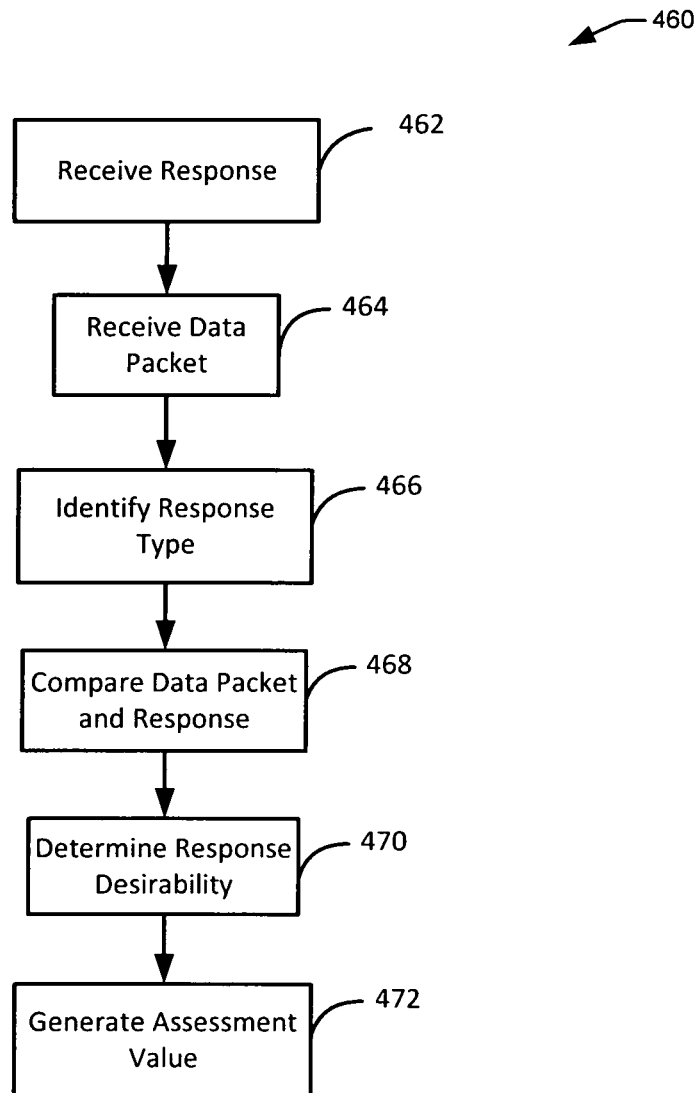 460
Receive Response
462
Receive Data
Packet
464
Identify Response
Type
466
Compare Data Packet
and Response
468
Determine Response
Desirability
470
Generate Assessment
Value
472